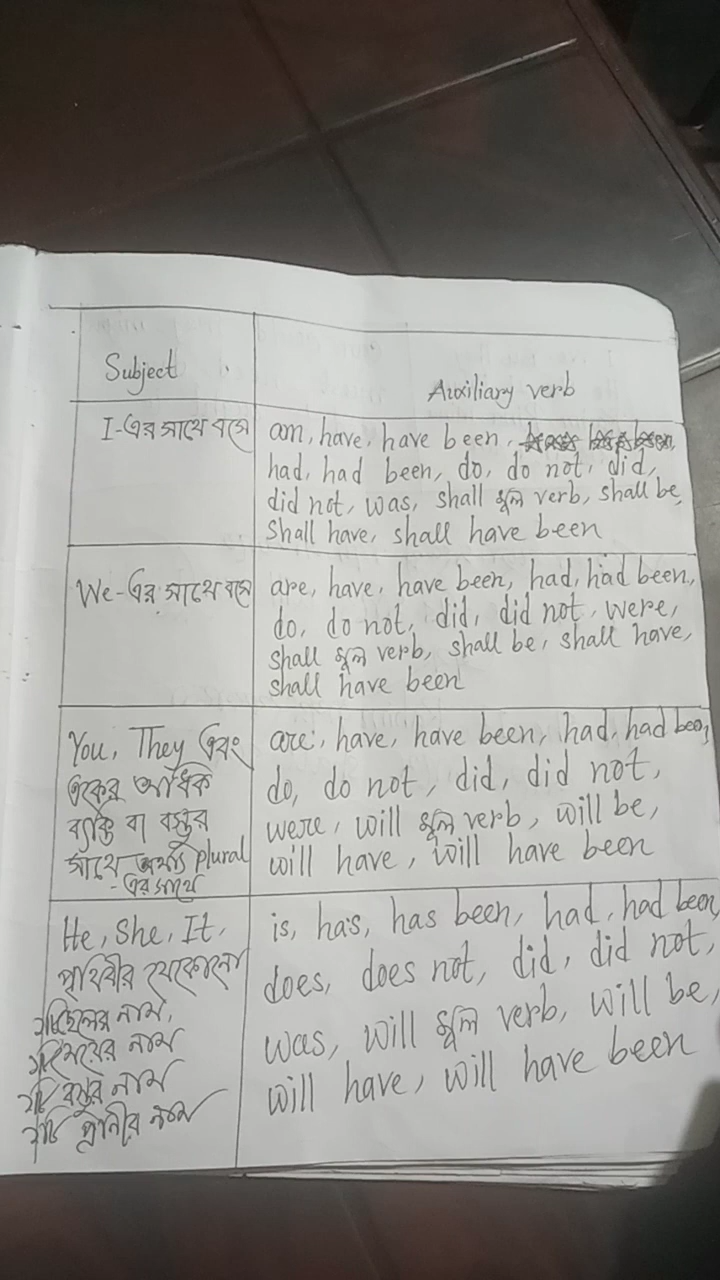 Subject
Auxiliary verb
I-এর সাথে বসে
am, have, have been,
had, had been, do, do not, did,
did not, was, shall মূল verb, shall be,
shall have, shall have been
We-এর সাথে বসে
are, have, have been, had, had been,
do, do not, did, did not, were,
shall মূল verb, shall be, shall have,
shall have been
You, They এবং
একের অধিক
ব্যক্তি বা বস্তুর
সাথে অর্থাৎ plural
-এর সাথে
are, have, have been, had, had been,
do, do not, did, did not,
were, will মূল verb, will be,
will have, will have been
He, She, It,
পৃথিবীর যেকোনো
ছেলের নাম,
মেয়ের নাম
বস্তুর নাম
প্রানীর নাম
is, has, has been, had, had been,
does, does not, did, did not,
was, will মূল verb, will be,
will have, will have been